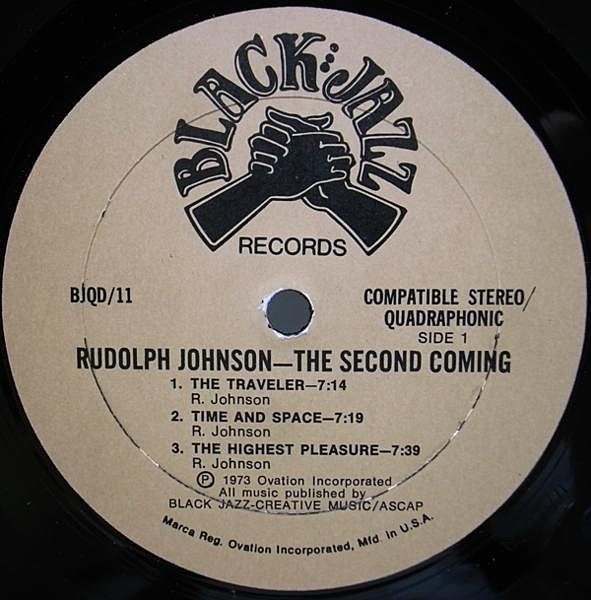 BLACK JAZZ
RECORDS
BJQD/11
COMPATIBLE STEREO/
QUADRAPHONIC
SIDE 1
RUDOLPH JOHNSON—THE SECOND COMING
1. THE TRAVELER—7:14
R. Johnson
2. TIME AND SPACE—7:19
R. Johnson
3. THE HIGHEST PLEASURE—7:39
R. Johnson
Ⓟ 1973 Ovation Incorporated
All music published by
BLACK JAZZ-CREATIVE MUSIC/ASCAP
Marca Reg. Ovation Incorporated, Mfd. in U.S.A.